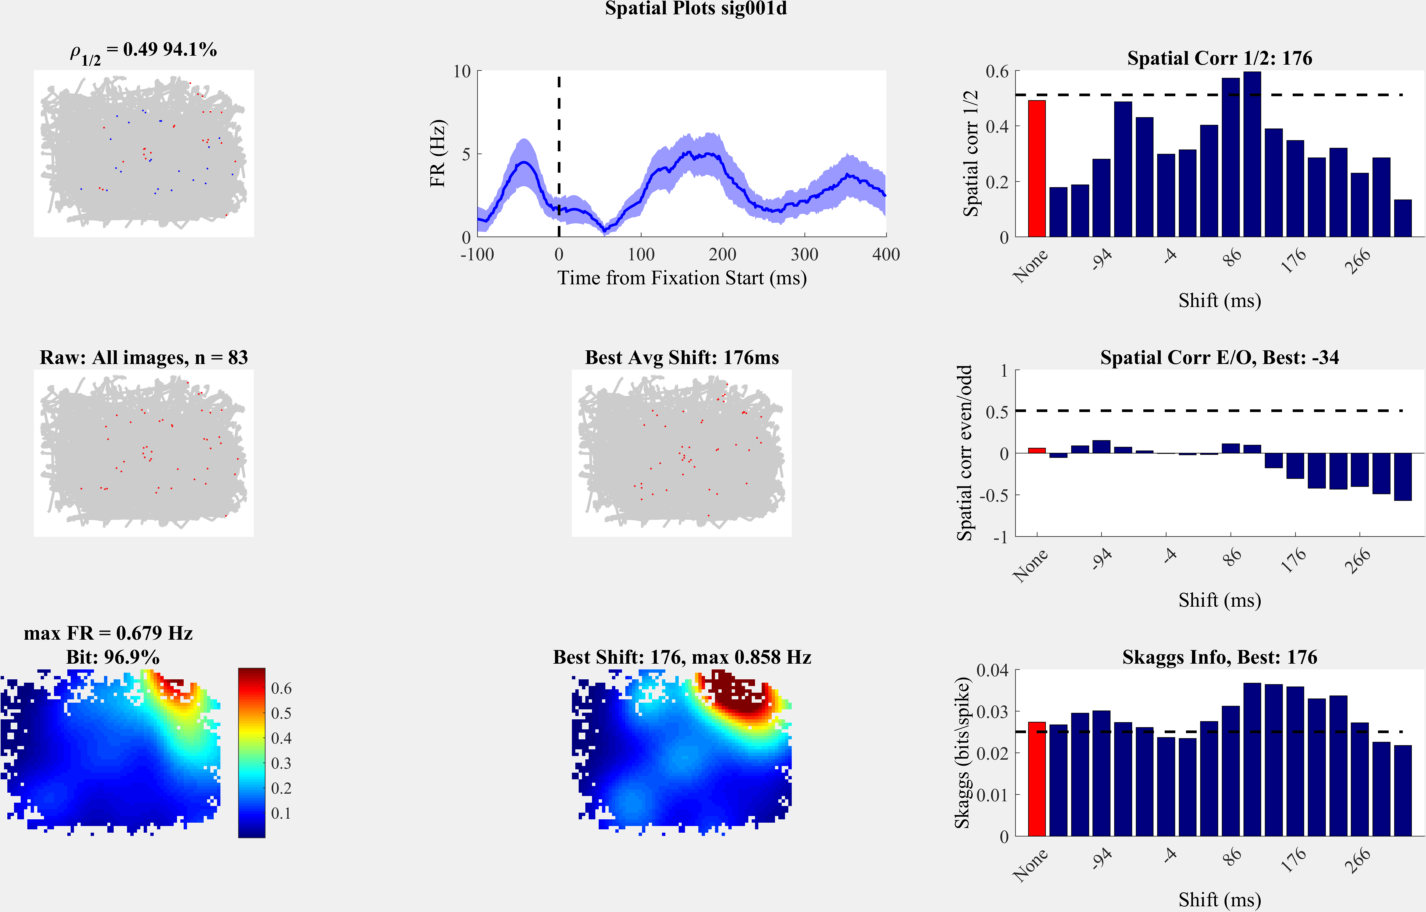 Spatial Plots sig001d
ρ1/2 = 0.49 94.1%
10
5
0
FR (Hz)
-100 0 100 200 300 400
Time from Fixation Start (ms)
Spatial Corr 1/2: 176
0.6
0.4
0.2
0
Spatial corr 1/2
None -94 -4 86 176 266
Shift (ms)
Raw: All images, n = 83
Best Avg Shift: 176ms
Spatial Corr E/O, Best: -34
1
0.5
0
-0.5
-1
Spatial corr even/odd
None -94 -4 86 176 266
Shift (ms)
max FR = 0.679 Hz
Bit: 96.9%
0.6
0.5
0.4
0.3
0.2
0.1
Best Shift: 176, max 0.858 Hz
Skaggs Info, Best: 176
0.04
0.03
0.02
0.01
0
Skaggs (bits\spike)
None -94 -4 86 176 266
Shift (ms)